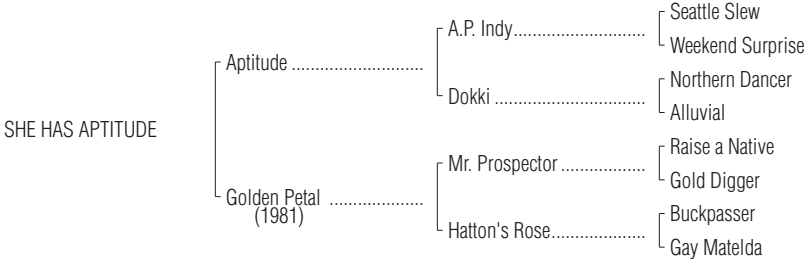 Seattle Slew
A.P. Indy..............................
Weekend Surprise
Aptitude ..............................
Northern Dancer
Dokki ..................................
Alluvial
SHE HAS APTITUDE
Raise a Native
Mr. Prospector ...................
Gold Digger
Golden Petal .....................
(1981)
Buckpasser
Hatton's Rose.....................
Gay Matelda